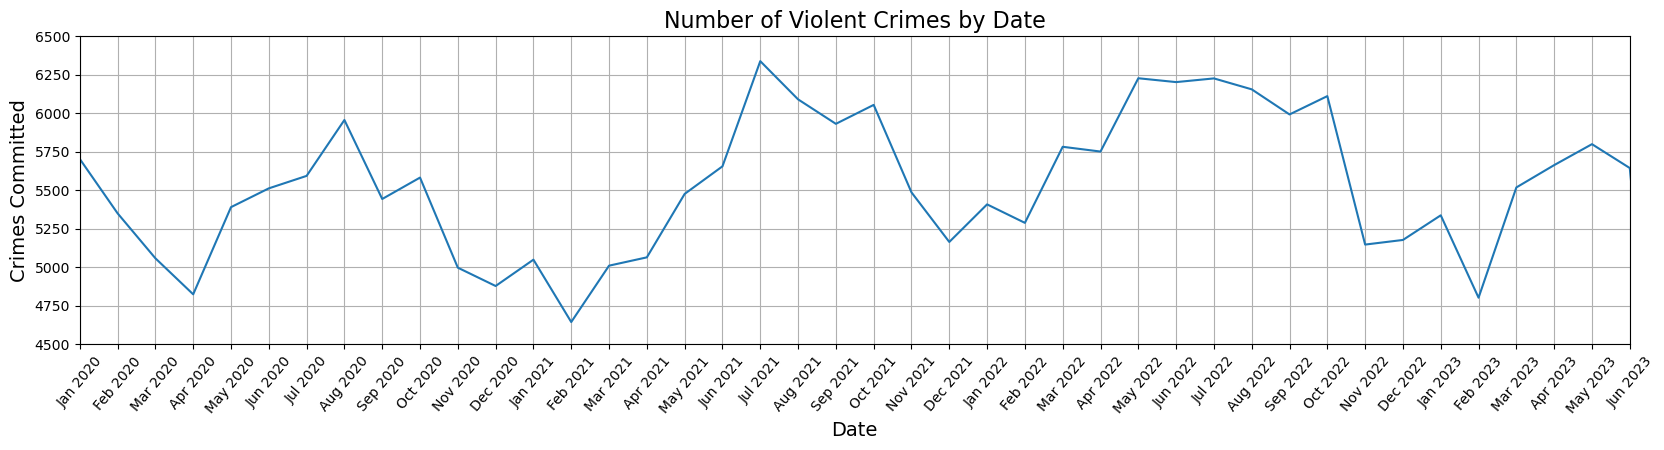 Number of Violent Crimes by Date
Crimes Committed
6500
6250
6000
5750
5500
5250
5000
4750
4500
Jan 2020
Feb 2020
Mar 2020
Apr 2020
May 2020
Jun 2020
Jul 2020
Aug 2020
Sep 2020
Oct 2020
Nov 2020
Dec 2020
Jan 2021
Feb 2021
Mar 2021
Apr 2021
May 2021
Jun 2021
Jul 2021
Aug 2021
Sep 2021
Oct 2021
Nov 2021
Dec 2021
Jan 2022
Feb 2022
Mar 2022
Apr 2022
May 2022
Jun 2022
Jul 2022
Aug 2022
Sep 2022
Oct 2022
Nov 2022
Dec 2022
Jan 2023
Feb 2023
Mar 2023
Apr 2023
May 2023
Jun 2023
Date